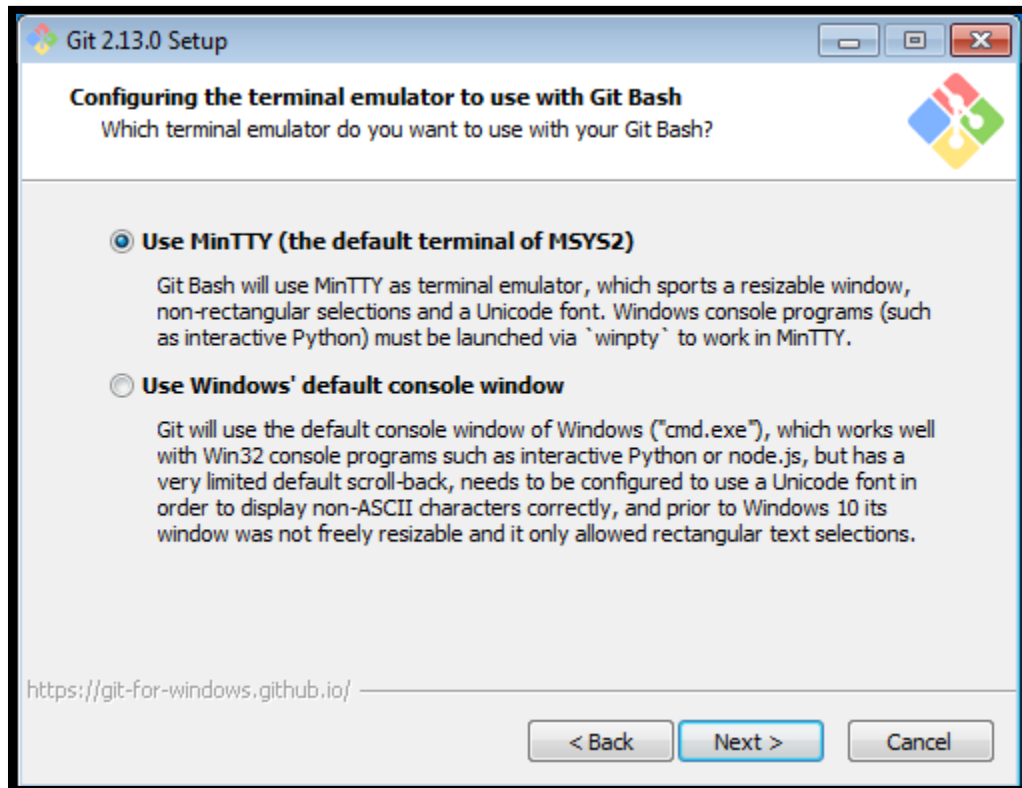 Git 2.13.0 Setup
Configuring the terminal emulator to use with Git Bash
Which terminal emulator do you want to use with your Git Bash?
Use MinTTY (the default terminal of MSYS2)
Git Bash will use MinTTY as terminal emulator, which sports a resizable window,
non-rectangular selections and a Unicode font. Windows console programs (such
as interactive Python) must be launched via `winpty` to work in MinTTY.
Use Windows' default console window
Git will use the default console window of Windows ("cmd.exe"), which works well
with Win32 console programs such as interactive Python or node.js, but has a
very limited default scroll-back, needs to be configured to use a Unicode font in
order to display non-ASCII characters correctly, and prior to Windows 10 its
window was not freely resizable and it only allowed rectangular text selections.
https://git-for-windows.github.io/
< Back Next > Cancel